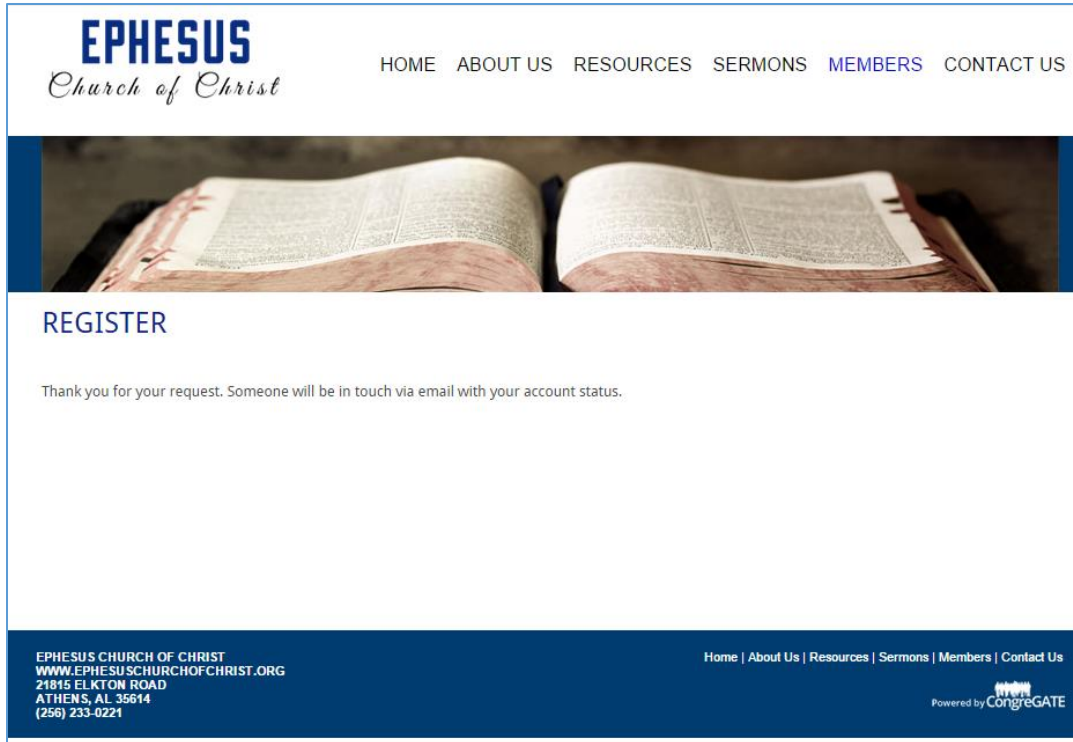 EPHESUS
Church of Christ
HOME ABOUT US RESOURCES SERMONS MEMBERS CONTACT US
REGISTER
Thank you for your request. Someone will be in touch via email with your account status.
EPHESUS CHURCH OF CHRIST
WWW.EPHESUSCHURCHOFCHRIST.ORG
21815 ELKTON ROAD
ATHENS, AL 35614
(256) 233-0221
Home | About Us | Resources | Sermons | Members | Contact Us
Powered by CongreGATE